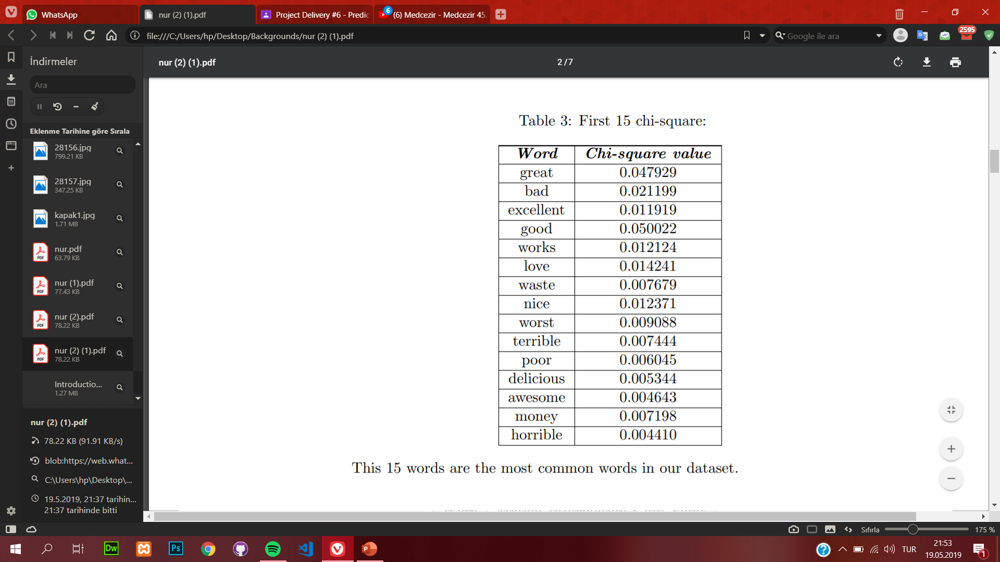 WhatsApp
nur (2) (1).pdf
Project Delivery #6 - Predic
6
(6) Medcezir - Medcezir 45.
file:///C:/Users/hp/Desktop/Backgrounds/nur (2) (1).pdf
Google ile ara
2595
İndirmeler
Ara
Eklenme Tarihine göre Sırala
28156.jpg
799.21 KB
28157.jpg
347.25 KB
kapak1.jpg
1.71 MB
nur.pdf
63.79 KB
nur (1).pdf
77.43 KB
nur (2).pdf
78.22 KB
nur (2) (1).pdf
78.22 KB
Introductio...
1.27 MB
nur (2) (1).pdf
78.22 KB (91.91 KB/s)
blob:https://web.what...
C:\Users\hp\Desktop\...
19.5.2019, 21:37 tarihin...
21:37 tarihinde bitti
nur (2) (1).pdf
2 / 7
Table 3: First 15 chi-square:
Word Chi-square value
great 0.047929
bad 0.021199
excellent 0.011919
good 0.050022
works 0.012124
love 0.014241
waste 0.007679
nice 0.012371
worst 0.009088
terrible 0.007444
poor 0.006045
delicious 0.005344
awesome 0.004643
money 0.007198
horrible 0.004410
This 15 words are the most common words in our dataset.
Sıfırla
175 %
Dw
Ps
P
TUR
21:53
19.05.2019
1